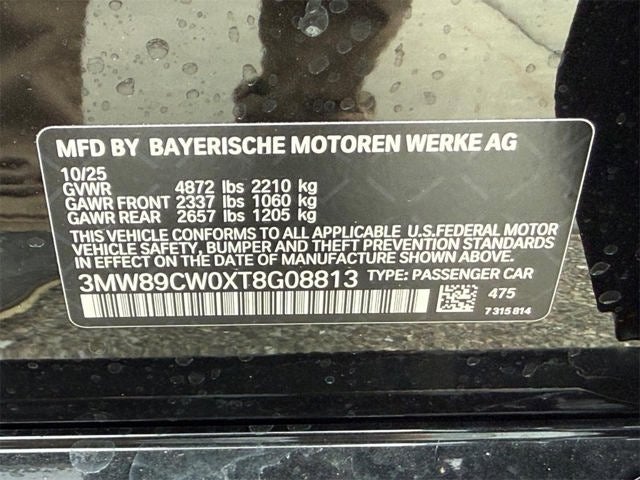 MFD BY BAYERISCHE MOTOREN WERKE AG
10/25
GVWR 4872 lbs 2210 kg
GAWR FRONT 2337 lbs 1060 kg
GAWR REAR 2657 lbs 1205 kg
THIS VEHICLE CONFORMS TO ALL APPLICABLE U.S.FEDERAL MOTOR
VEHICLE SAFETY, BUMPER AND THEFT PREVENTION STANDARDS
IN EFFECT ON THE DATE OF MANUFACTURE SHOWN ABOVE.
3MW89CW0XT8G08813 TYPE: PASSENGER CAR
475
7 315 814